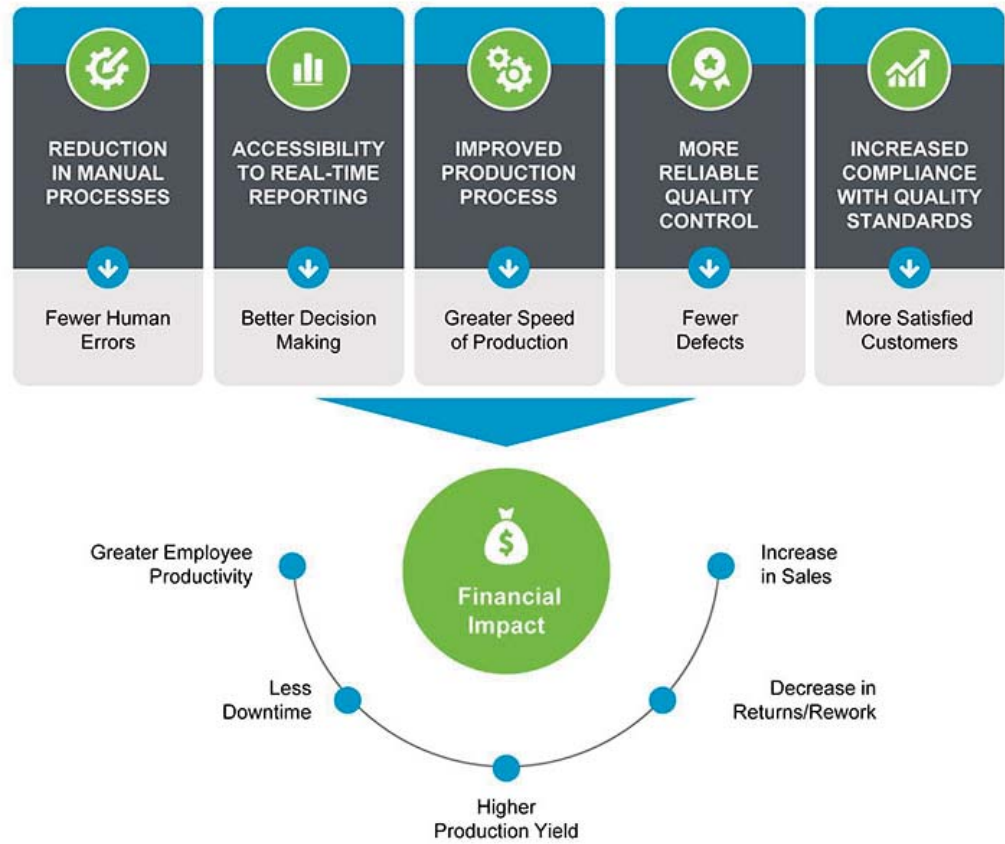 REDUCTION
IN MANUAL
PROCESSES
Fewer Human
Errors
ACCESSIBILITY
TO REAL-TIME
REPORTING
Better Decision
Making
IMPROVED
PRODUCTION
PROCESS
Greater Speed
of Production
MORE
RELIABLE
QUALITY
CONTROL
Fewer
Defects
INCREASED
COMPLIANCE
WITH QUALITY
STANDARDS
More Satisfied
Customers
$
Financial
Impact
Greater Employee
Productivity
Less
Downtime
Higher
Production Yield
Decrease in
Returns/Rework
Increase
in Sales